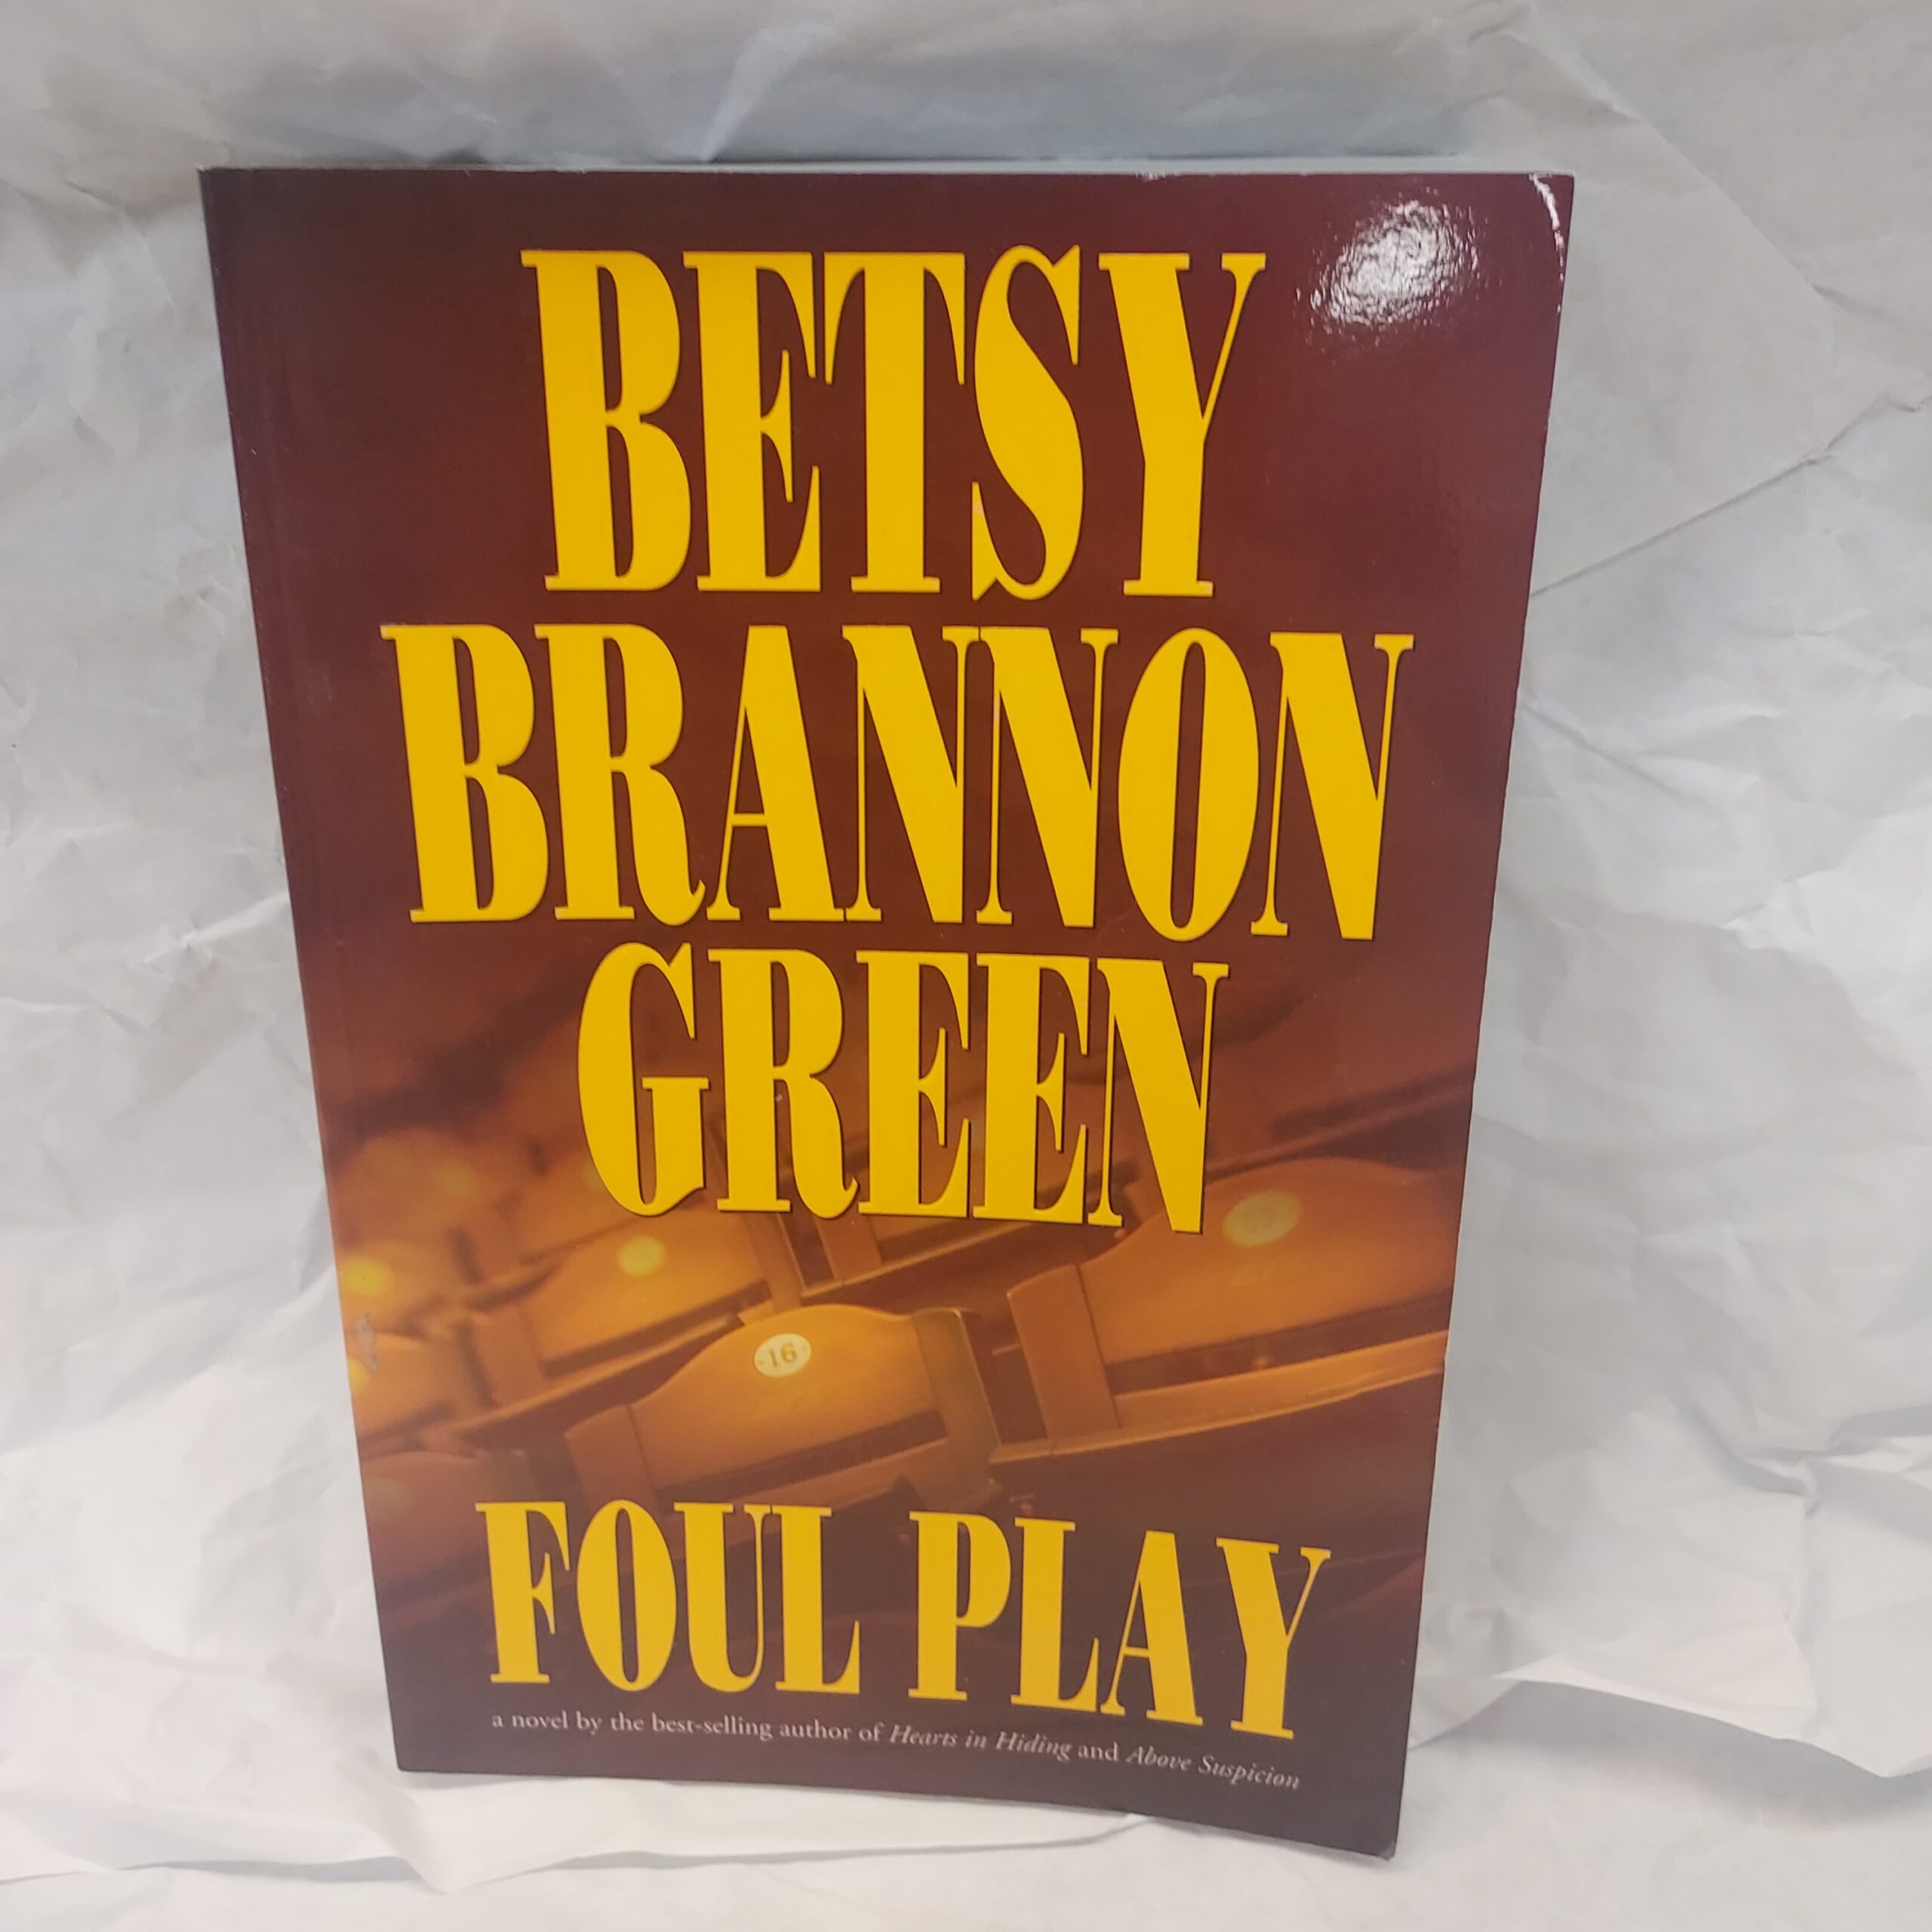 BETSY
BRANNON
GREEN
16
FOUL PLAY
a novel by the best-selling author of Hearts in Hiding and Above Suspicion